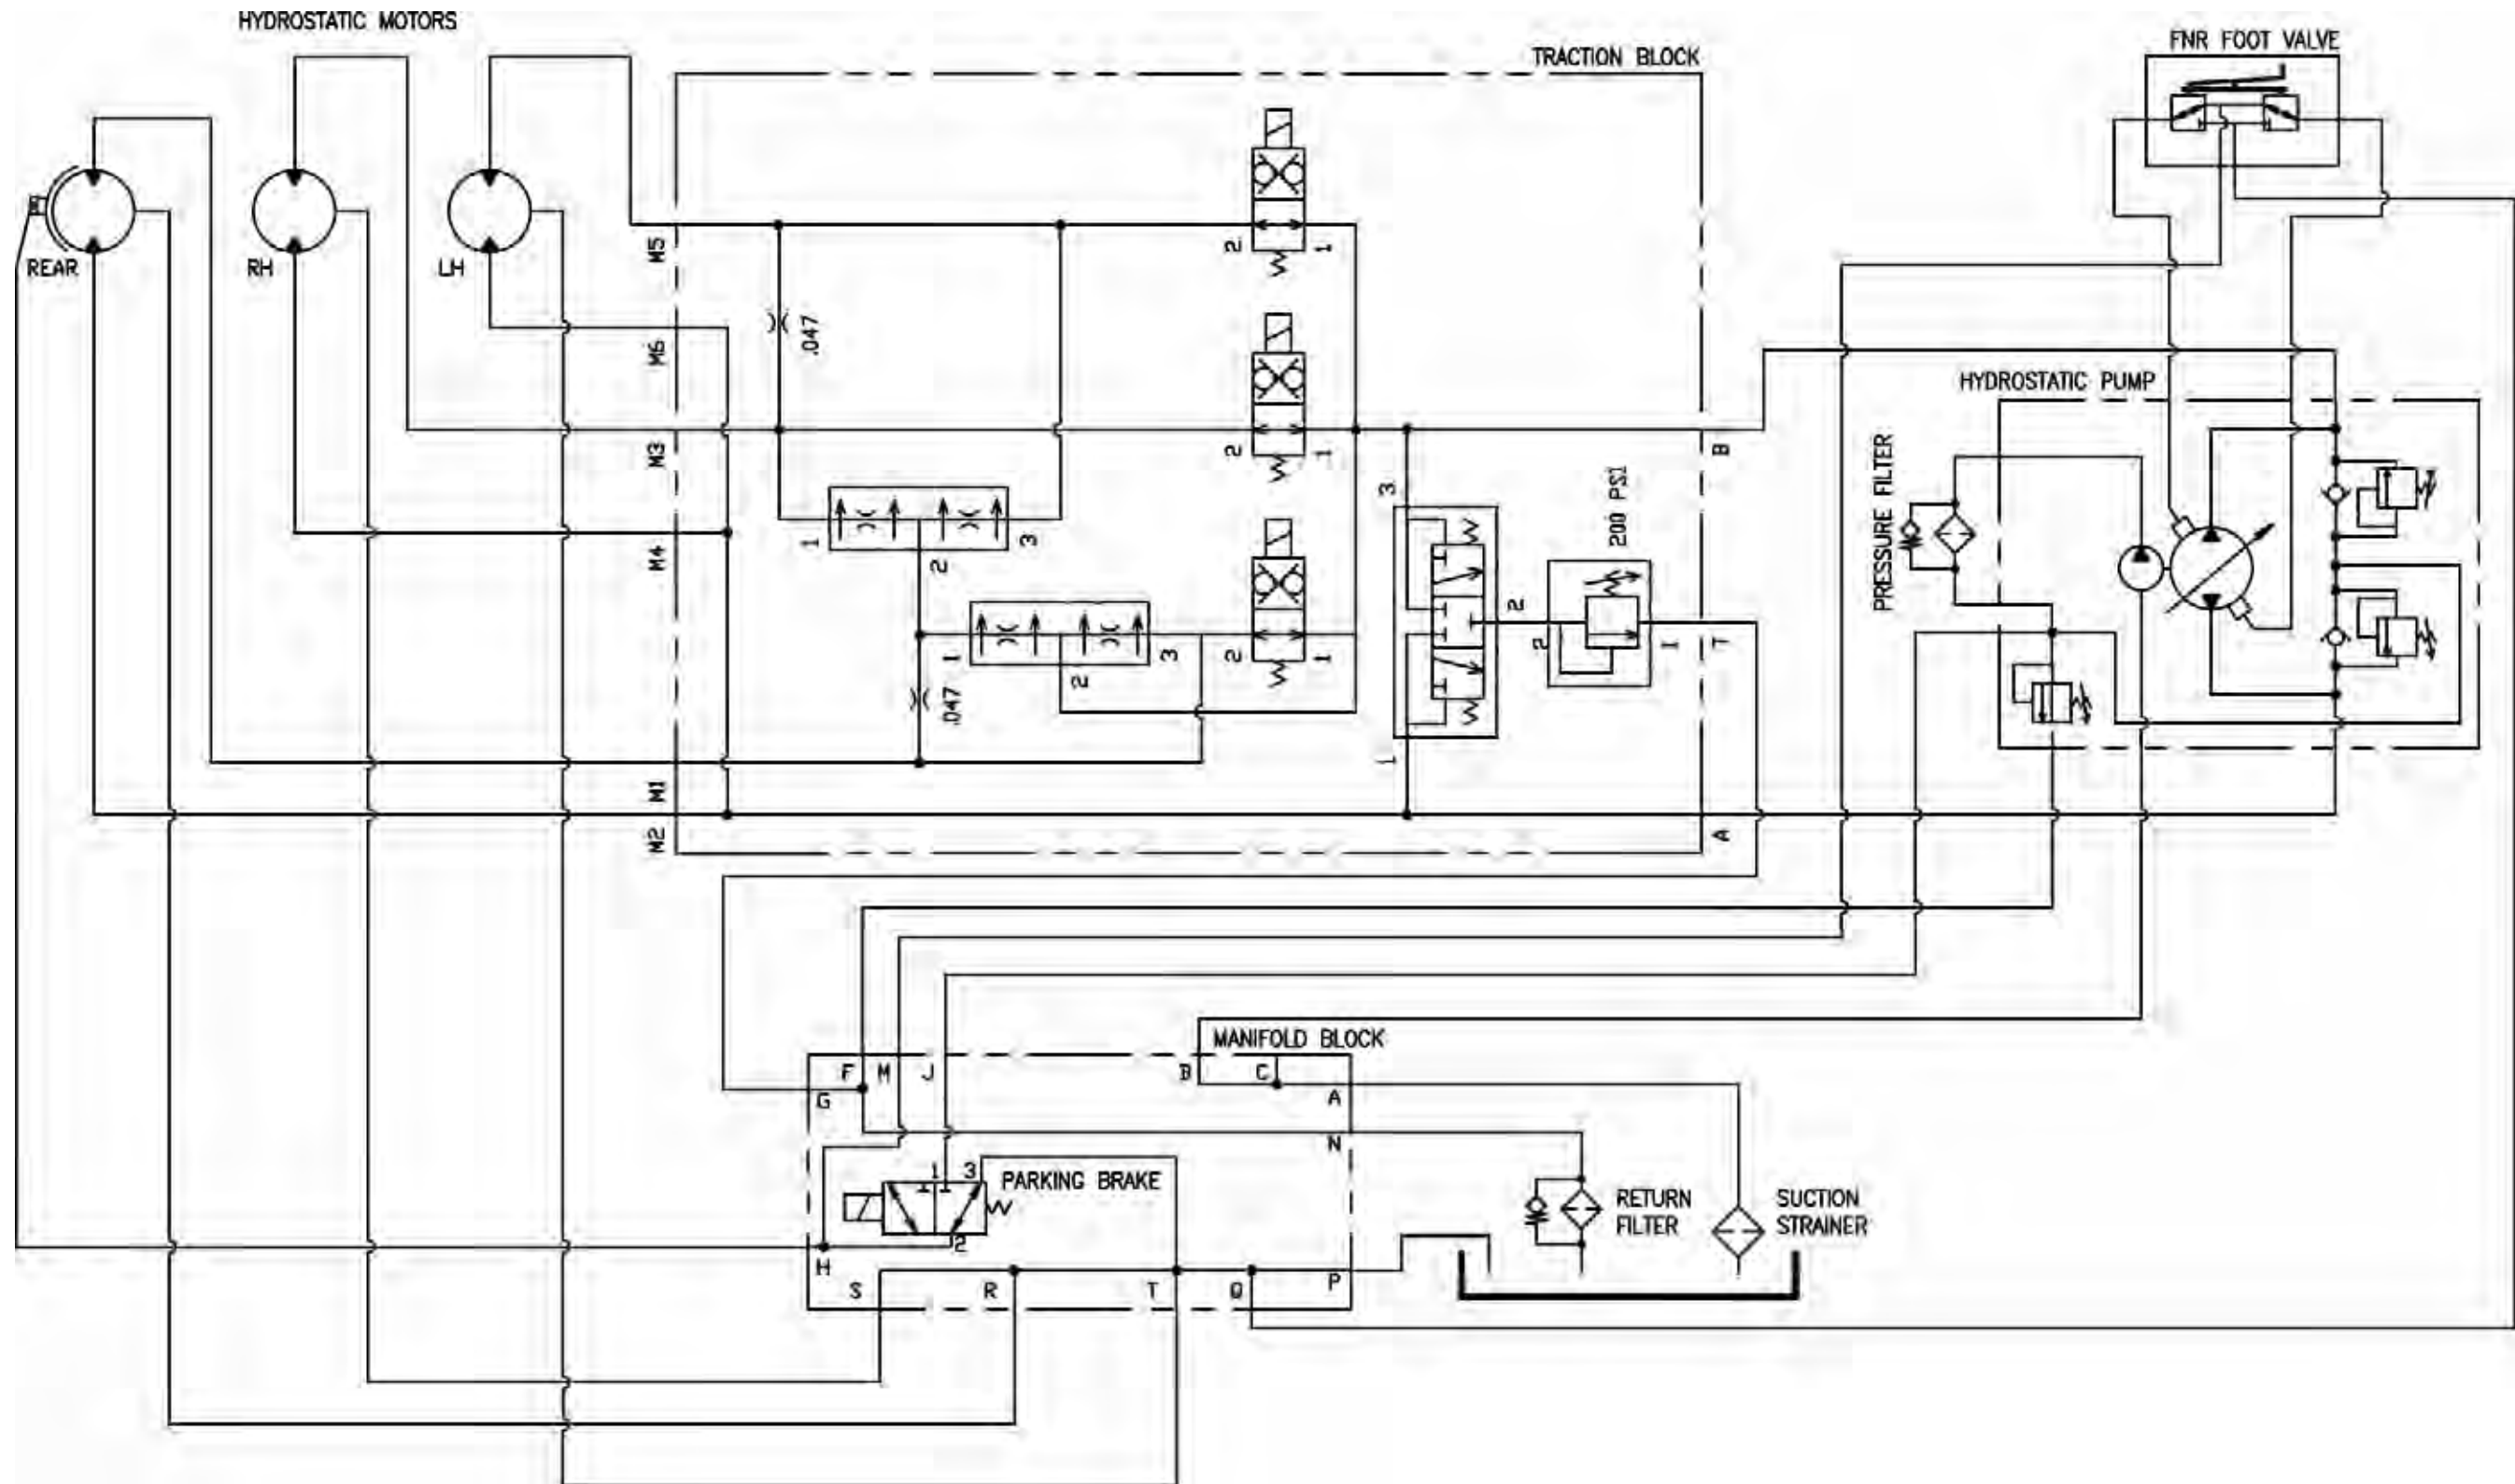 HYDROSTATIC MOTORS
TRACTION BLOCK
FNR FOOT VALVE
REAR
RH
LH
M5
2
1
.047
M6
HYDROSTATIC PUMP
M3
2
1
B
PRESSURE FILTER
3
200 PSI
1
2
3
M4
2
2
1
T
1
2
3
2
1
.047
1
M1
M2
A
MANIFOLD BLOCK
F
M
J
B
C
G
A
N
1
3
PARKING BRAKE
2
RETURN
FILTER
SUCTION
STRAINER
H
S
R
T
Q
P